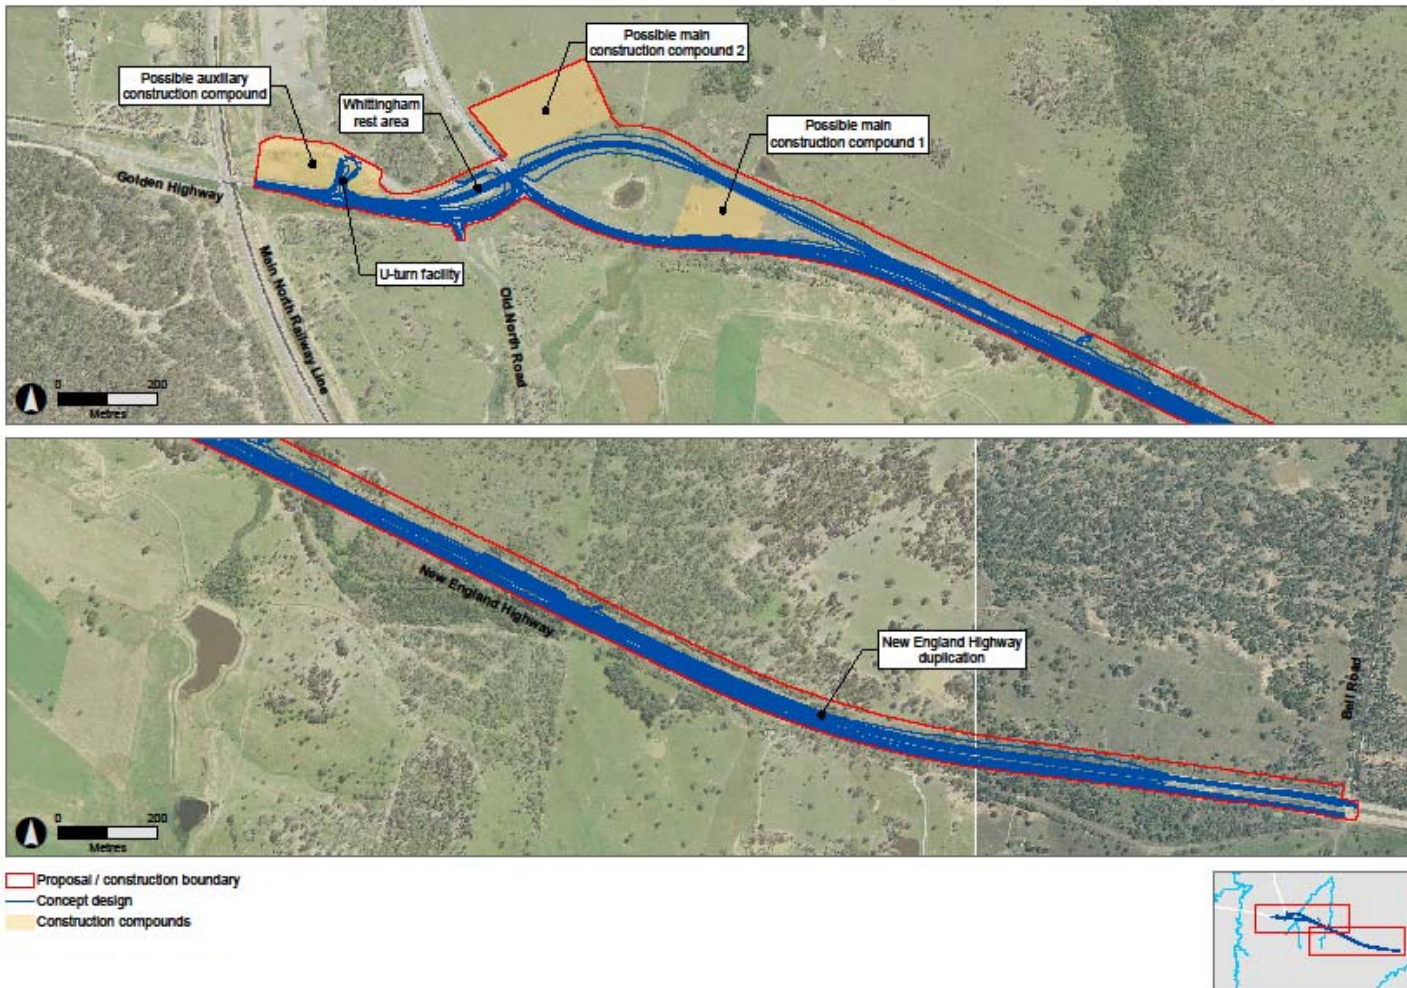 Possible main
construction compound 2
Possible auxiliary
construction compound
Whittingham
rest area
Possible main
construction compound 1
Golden Highway
U-turn facility
Main North Railway Line
Old North Road
0 200
Metres
New England Highway
New England Highway
duplication
Bell Road
0 200
Metres
Proposal / construction boundary
Concept design
Construction compounds